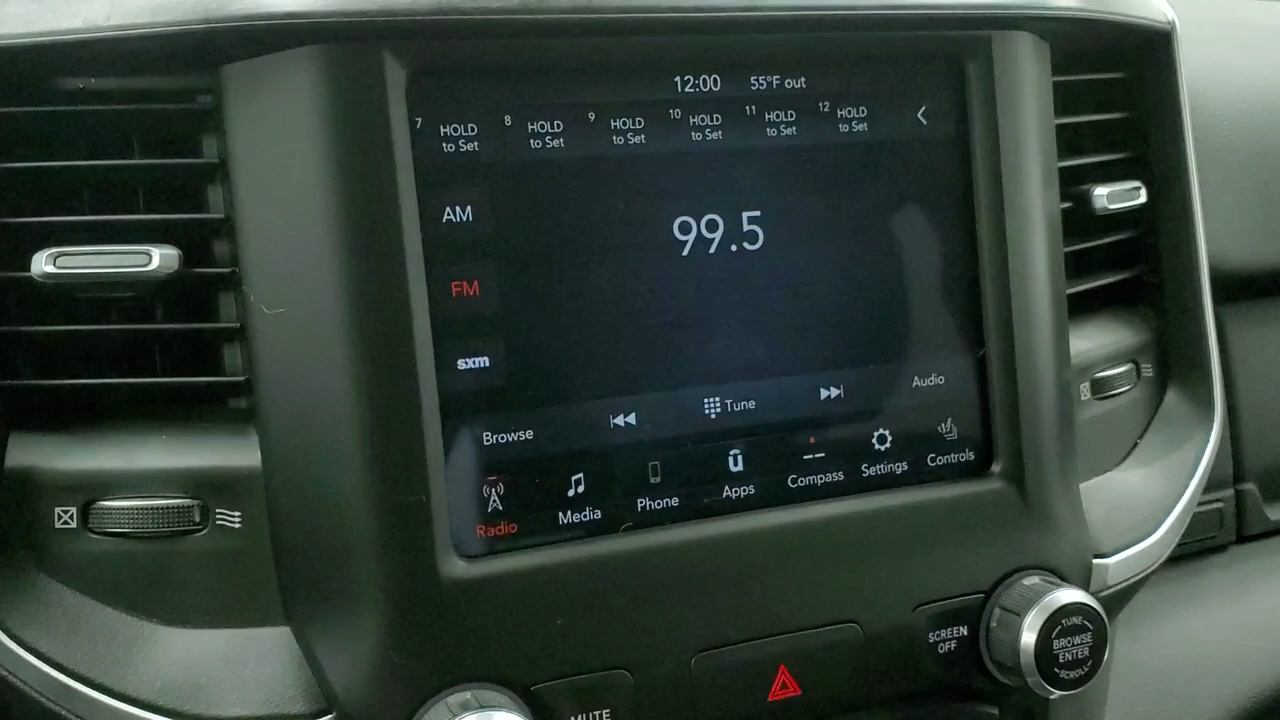 12:00 55°F out
7 HOLD to Set
8 HOLD to Set
9 HOLD to Set
10 HOLD to Set
11 HOLD to Set
12 HOLD to Set
AM
99.5
FM
sxm
Browse
Tune
Audio
Radio
Media
Phone
Apps
Compass
Settings
Controls
SCREEN
OFF
TUNE
BROWSE
ENTER
SCROLL
MUTE